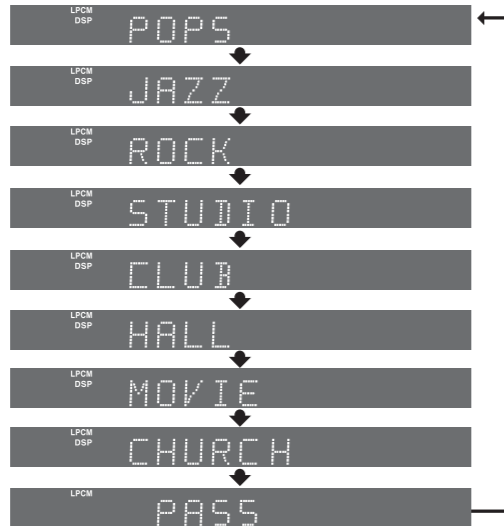 LPCM
DSP
POPS
LPCM
DSP
JAZZ
LPCM
DSP
ROCK
LPCM
DSP
STUDIO
LPCM
DSP
CLUB
LPCM
DSP
HALL
LPCM
DSP
MOVIE
LPCM
DSP
CHURCH
LPCM
PASS